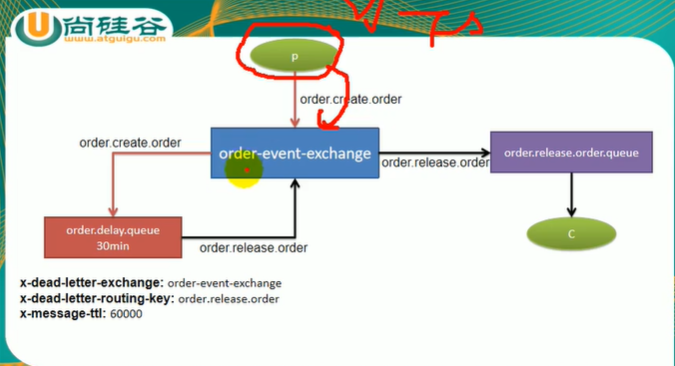 尚硅谷
www.atguigu.com
P
order.create.order
order.create.order
order-event-exchange
order.release.order
order.release.order.queue
order.delay.queue
30min
order.release.order
C
x-dead-letter-exchange: order-event-exchange
x-dead-letter-routing-key: order.release.order
x-message-ttl: 60000